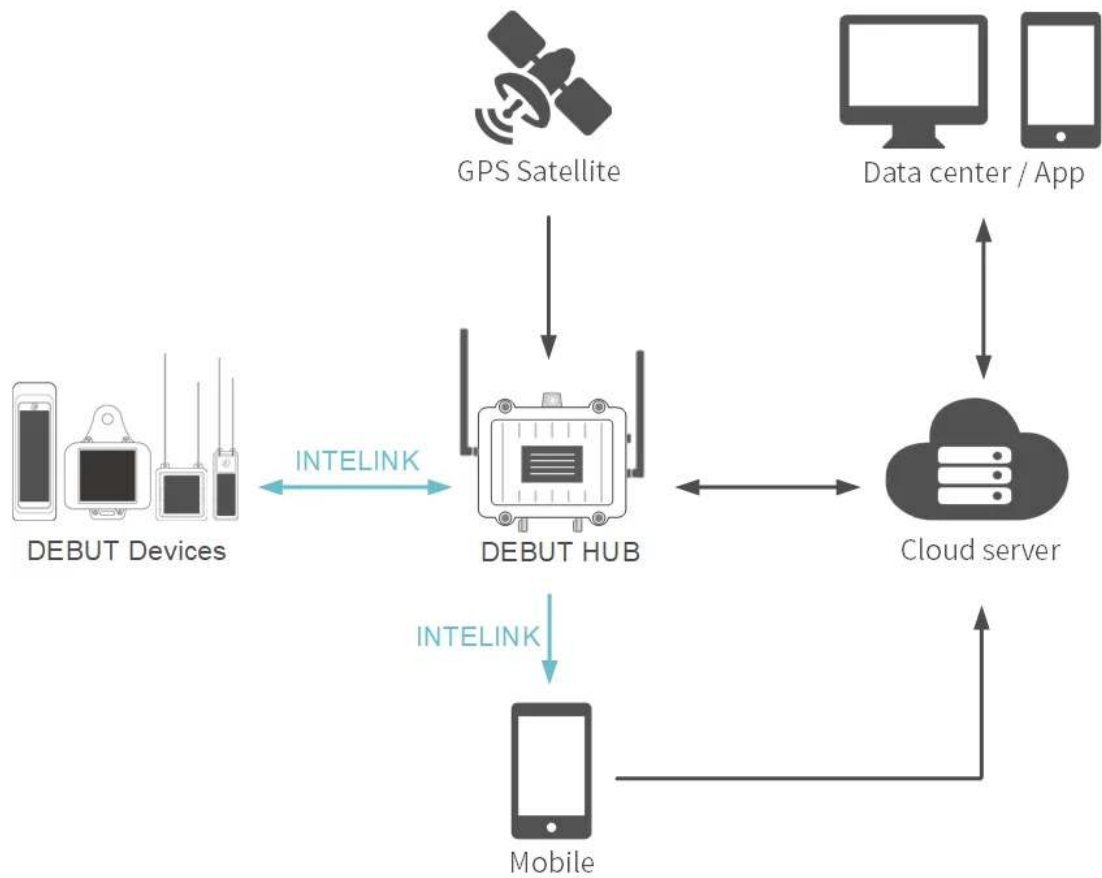 GPS Satellite
Data center / App
INTELINK
DEBUT Devices
DEBUT HUB
Cloud server
INTELINK
Mobile